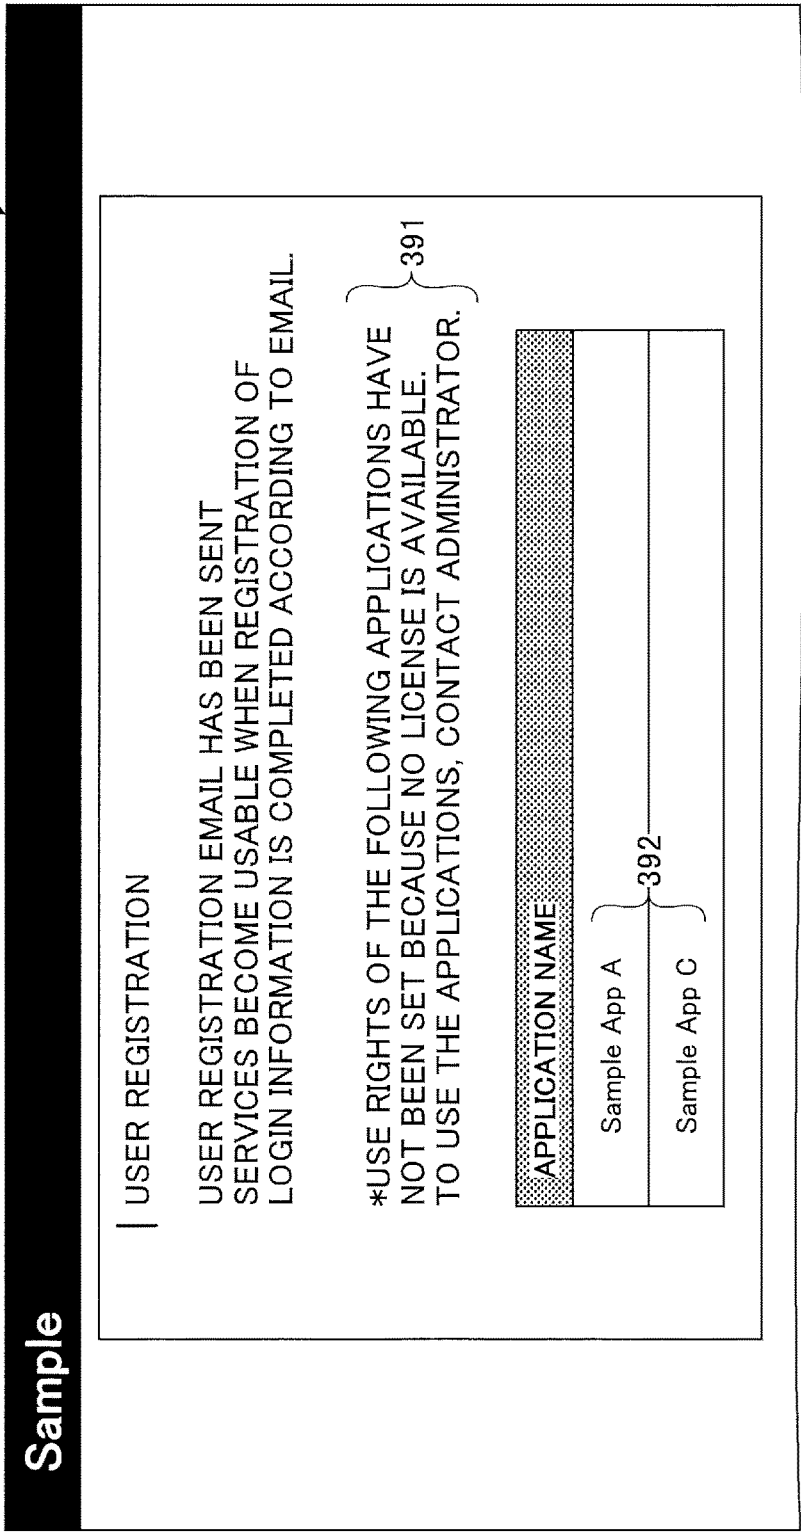 Sample
USER REGISTRATION
USER REGISTRATION EMAIL HAS BEEN SENT
SERVICES BECOME USABLE WHEN REGISTRATION OF
LOGIN INFORMATION IS COMPLETED ACCORDING TO EMAIL.
*USE RIGHTS OF THE FOLLOWING APPLICATIONS HAVE
NOT BEEN SET BECAUSE NO LICENSE IS AVAILABLE.
TO USE THE APPLICATIONS, CONTACT ADMINISTRATOR.
391
APPLICATION NAME
Sample App A
392
Sample App C